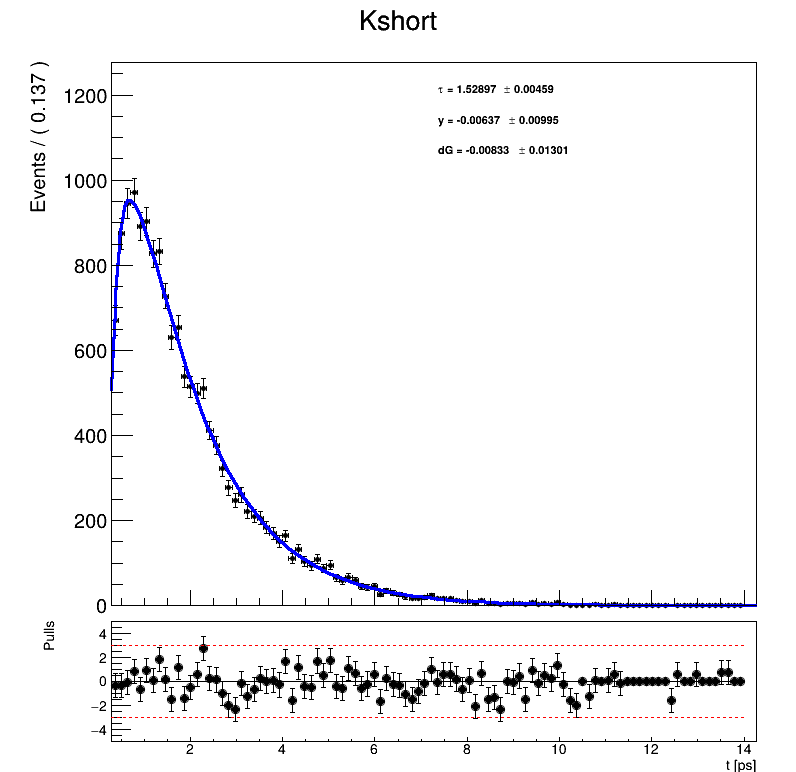 Kshort
Events / ( 0.137 )
1200
1000
800
600
400
200
0
τ = 1.52897 ± 0.00459
y = -0.00637 ± 0.00995
dG = -0.00833 ± 0.01301
Pulls
4
2
0
−2
−4
2 4 6 8 10 12 14
t [ps]